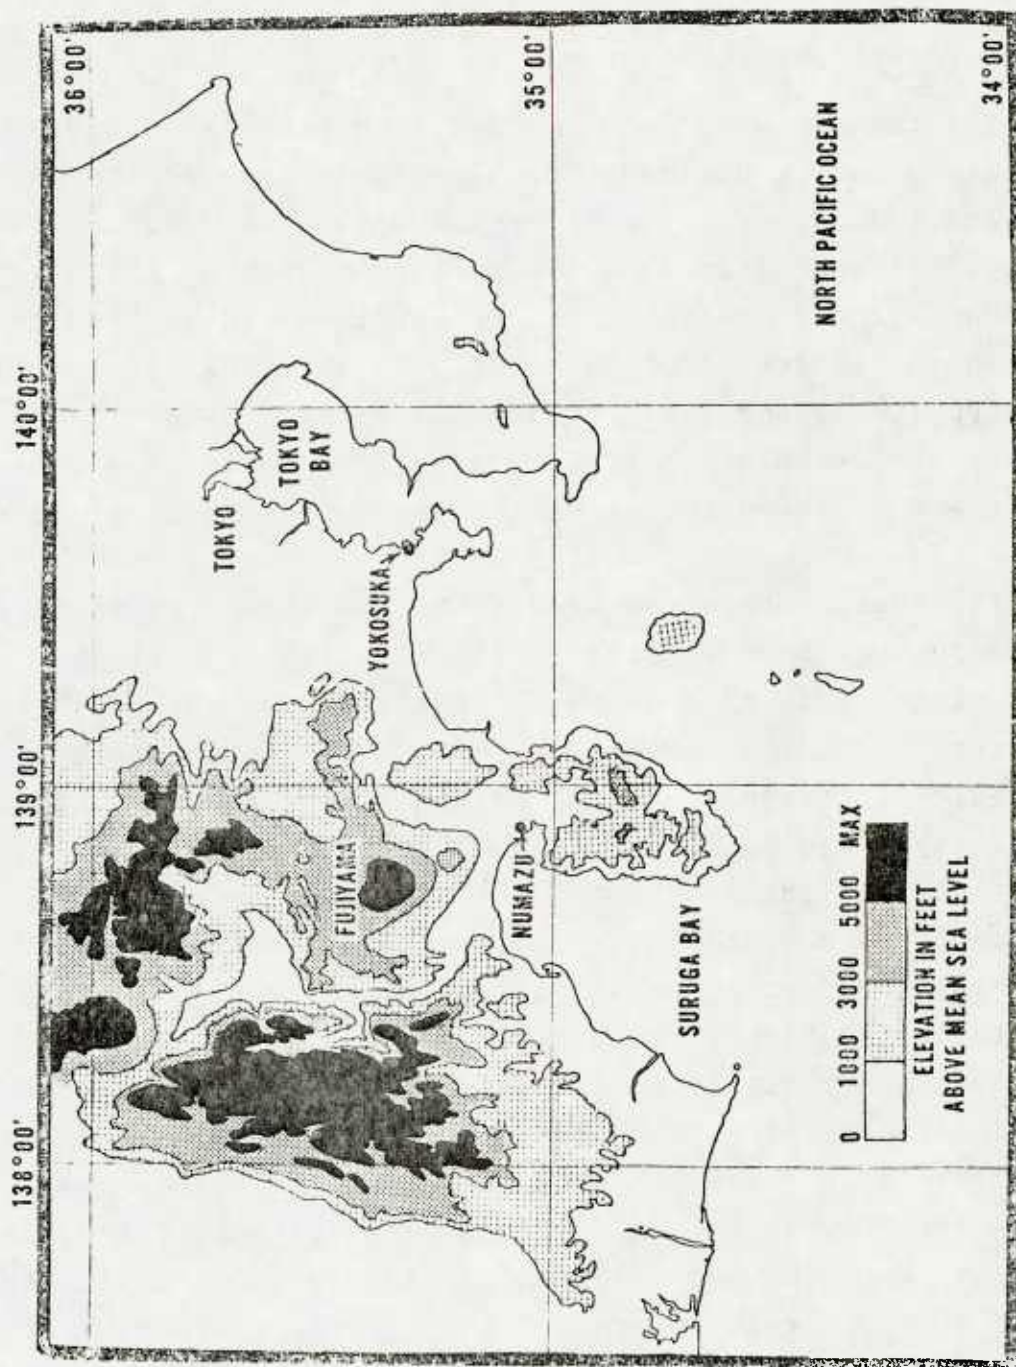 138°00'
139°00'
140°00'
36°00'
35°00'
34°00'
TOKYO
TOKYO
BAY
YOKOSUKA
FUJIYAMA
NUMAZU
SURUGA BAY
NORTH PACIFIC OCEAN
0 1000 3000 5000 MAX
ELEVATION IN FEET
ABOVE MEAN SEA LEVEL